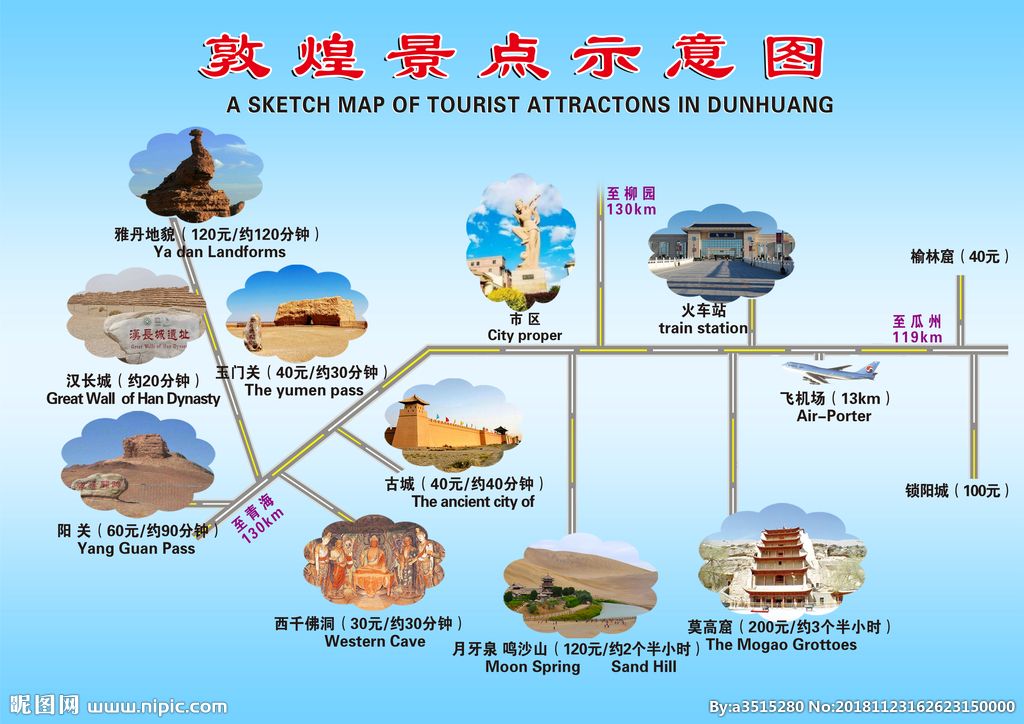 敦煌景点示意图
A SKETCH MAP OF TOURIST ATTRACTONS IN DUNHUANG
雅丹地貌（120元/约120分钟）
Ya dan Landforms
至柳园
130km
榆林窟（40元）
火车站
train station
市区
City proper
至瓜州
119km
漢長城遺址
Great Wall of Han Dynasty
汉长城（约20分钟）
Great Wall of Han Dynasty
玉门关（40元/约30分钟）
The yumen pass
飞机场（13km）
Air-Porter
古城（40元/约40分钟）
The ancient city of
锁阳城（100元）
阳关（60元/约90分钟）
Yang Guan Pass
至青海
130km
西千佛洞（30元/约30分钟）
Western Cave
月牙泉 鸣沙山（120元/约2个半小时）
Moon Spring Sand Hill
莫高窟（200元/约3个半小时）
The Mogao Grottoes
昵图网 www.nipic.com
By:a3515280 No:20181123162623150000